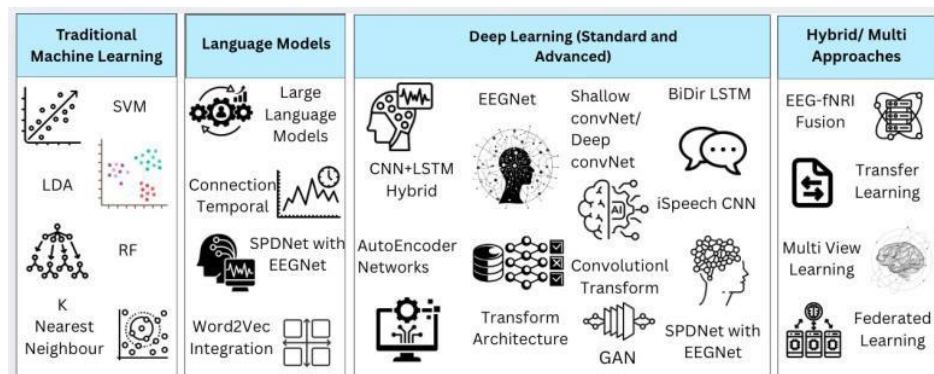 Traditional
Machine Learning
SVM
LDA
RF
K
Nearest
Neighbour
Language Models
Large
Language
Models
Connection
Temporal
SPDNet with
EEGNet
Word2Vec
Integration
Deep Learning (Standard and
Advanced)
CNN+LSTM
Hybrid
EEGNet
Shallow
convNet/
Deep
convNet
BiDir LSTM
AI
iSpeech CNN
AutoEncoder
Networks
Convolutionl
Transform
Transform
Architecture
GAN
SPDNet with
EEGNet
Hybrid/ Multi
Approaches
EEG-fNRI
Fusion
Transfer
Learning
Multi View
Learning
Federated
Learning